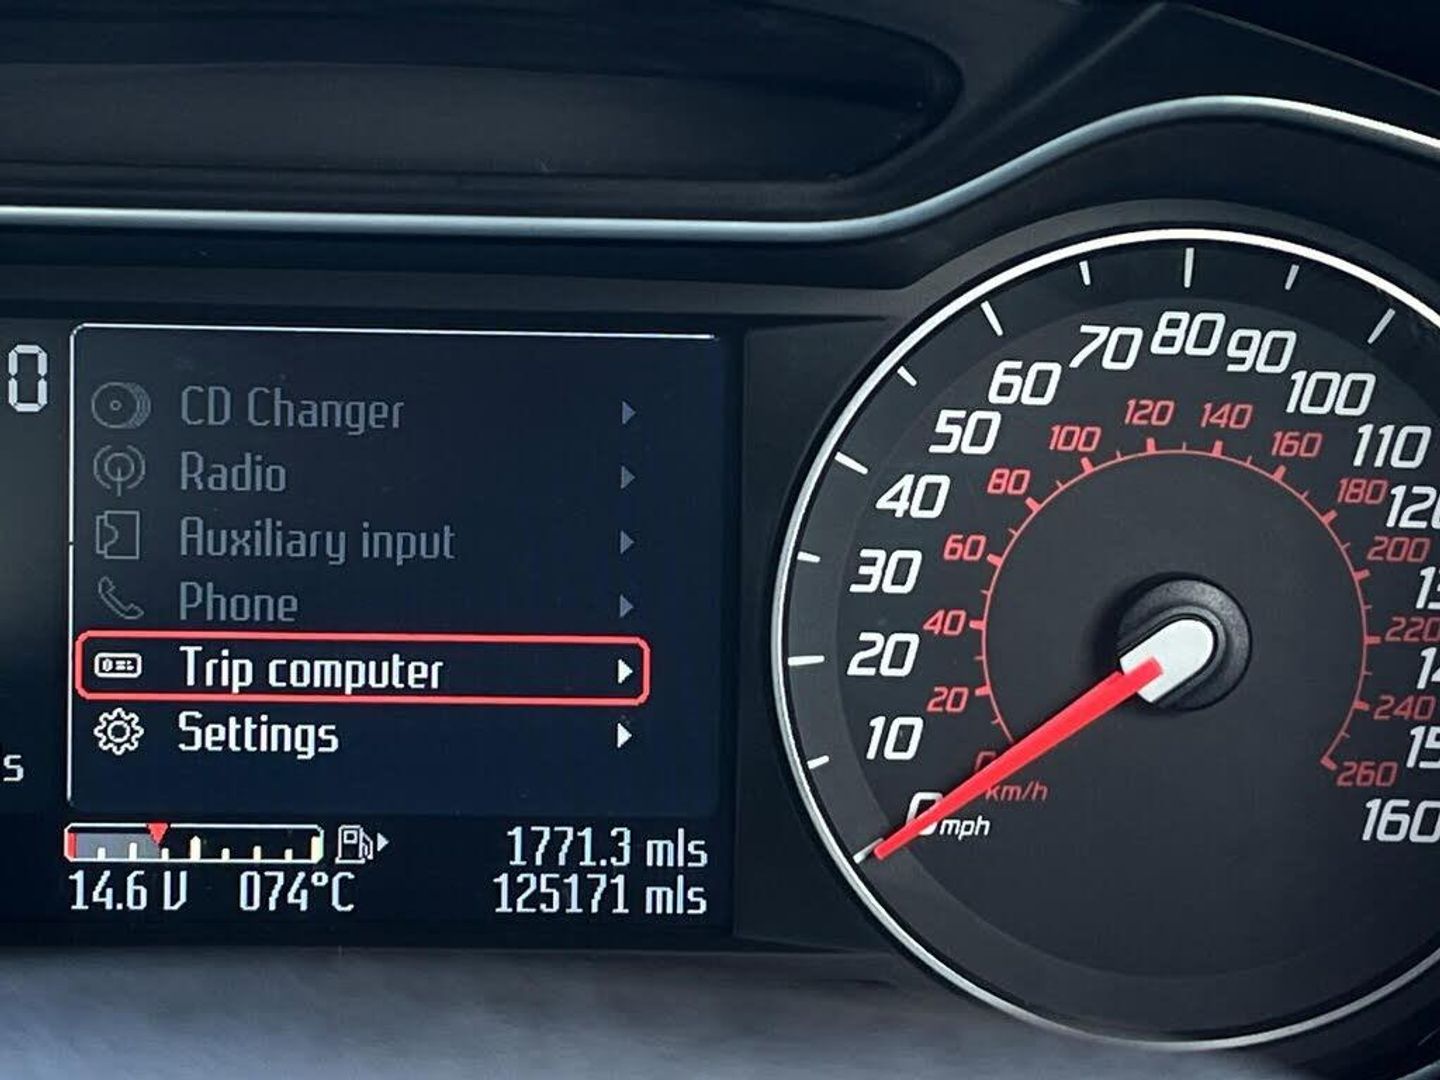 0
CD Changer
Radio
Auxiliary input
Phone
Trip computer
Settings
s
1771.3 mls
14.6 V 074°C 125171 mls
0 mph
10
20
30
40
50
60
70
80
90
100
110
160
km/h
20
40
60
80
100
120
140
160
180
200
220
240
260